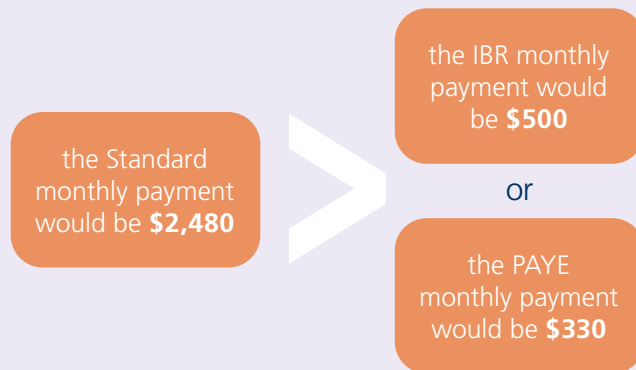 the Standard
monthly payment
would be $2,480
>
the IBR monthly
payment would
be $500
or
the PAYE
monthly payment
would be $330